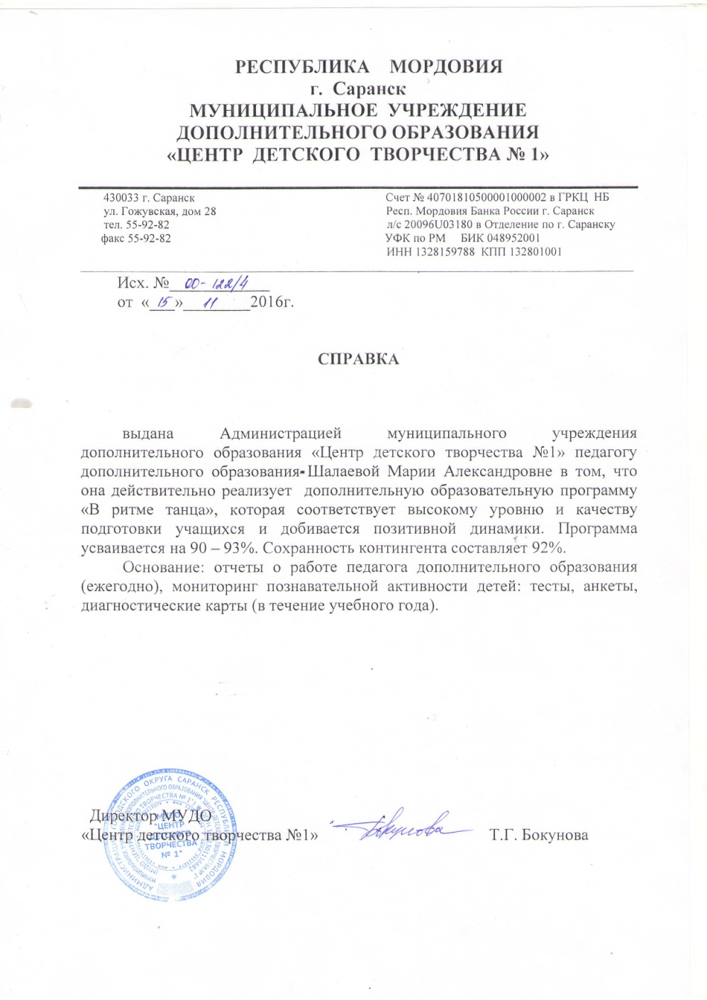 РЕСПУБЛИКА МОРДОВИЯ
г. Саранск
МУНИЦИПАЛЬНОЕ УЧРЕЖДЕНИЕ
ДОПОЛНИТЕЛЬНОГО ОБРАЗОВАНИЯ
«ЦЕНТР ДЕТСКОГО ТВОРЧЕСТВА № 1»
430033 г. Саранск
ул. Гожувская, дом 28
тел. 55-92-82
факс 55-92-82
Счет № 40701810500001000002 в ГРКЦ НБ
Респ. Мордовия Банка России г. Саранск
л/с 20096U03180 в Отделение по г. Саранску
УФК по РМ БИК 048952001
ИНН 1328159788 КПП 132801001
Исх. № 00-122/4
от «15» 11 2016г.
СПРАВКА
выдана Администрацией муниципального учреждения
дополнительного образования «Центр детского творчества №1» педагогу
дополнительного образования Шалаевой Марии Александровне в том, что
она действительно реализует дополнительную образовательную программу
«В ритме танца», которая соответствует высокому уровню и качеству
подготовки учащихся и добивается позитивной динамики. Программа
усваивается на 90 – 93%. Сохранность контингента составляет 92%.
Основание: отчеты о работе педагога дополнительного образования
(ежегодно), мониторинг познавательной активности детей: тесты, анкеты,
диагностические карты (в течение учебного года).
Директор МУДО
«Центр детского творчества №1» Т.Г. Бокунова
АДМИНИСТРАЦИЯ ГОРОДСКОГО ОКРУГА САРАНСК РЕСПУБЛИКИ МОРДОВИЯ
МУДО
"ЦЕНТР
ДЕТСКОГО
ТВОРЧЕСТВА
№ 1"